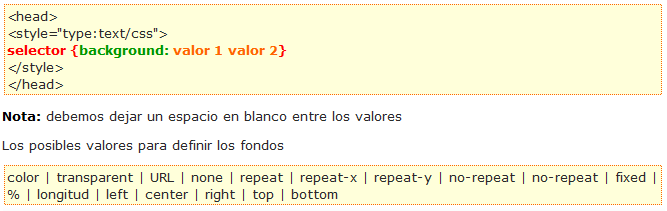 <head>
<style="type:text/css">
selector {background: valor 1 valor 2}
</style>
</head>
Nota: debemos dejar un espacio en blanco entre los valores
Los posibles valores para definir los fondos
color | transparent | URL | none | repeat | repeat-x | repeat-y | no-repeat | no-repeat | fixed |
% | longitud | left | center | right | top | bottom